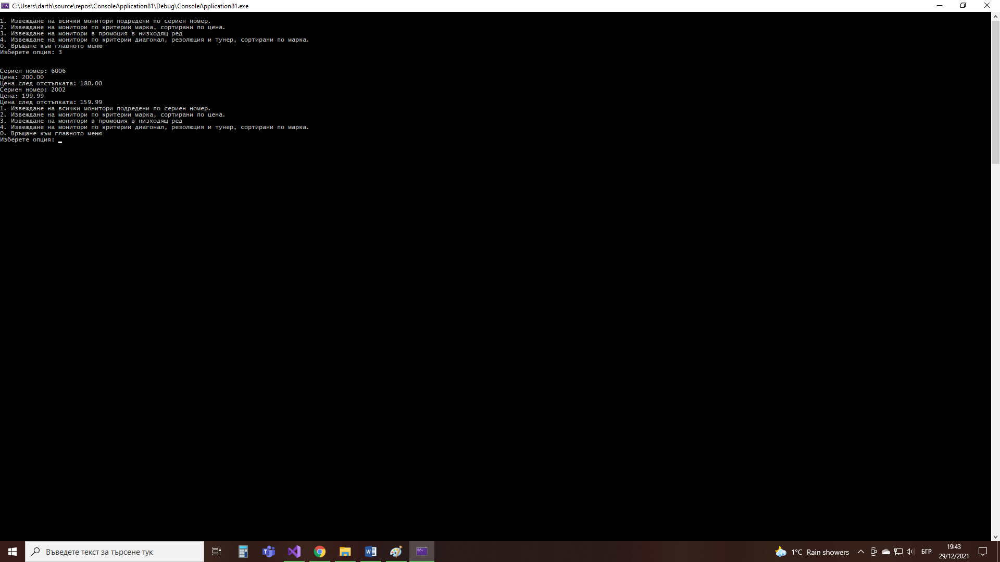 C:\Users\darth\source\repos\ConsoleApplication81\Debug\ConsoleApplication81.exe
1. Извеждане на всички монитори подредени по сериен номер.
2. Извеждане на монитори по критерии марка, сортирани по цена.
3. Извеждане на монитори в промоция в низходящ ред
4. Извеждане на монитори по критерии диагонал, резолюция и тунер, сортирани по марка.
0. Връщане към главното меню
Изберете опция: 3
Сериен номер: 6006
Цена: 200.00
Цена след отстъпката: 180.00
Сериен номер: 2002
Цена: 199.99
Цена след отстъпката: 159.99
1. Извеждане на всички монитори подредени по сериен номер.
2. Извеждане на монитори по критерии марка, сортирани по цена.
3. Извеждане на монитори в промоция в низходящ ред
4. Извеждане на монитори по критерии диагонал, резолюция и тунер, сортирани по марка.
0. Връщане към главното меню
Изберете опция:
Въведете текст за търсене тук
1°C Rain showers
БГР
19:43
29/12/2021